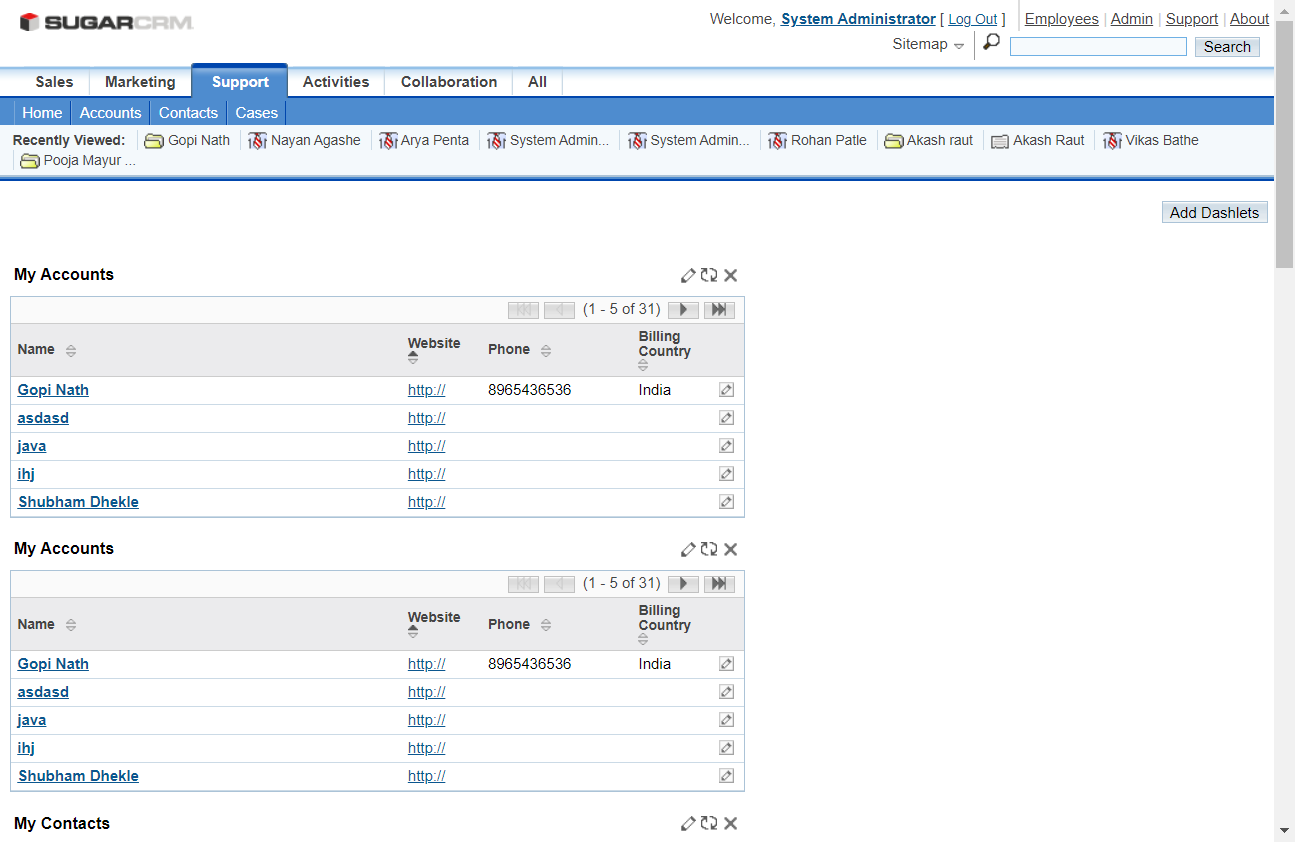 SUGARCRM
Welcome, System Administrator [ Log Out ] Employees | Admin | Support | About
Sitemap Search
Sales Marketing Support Activities Collaboration All
Home Accounts Contacts Cases
Recently Viewed: Gopi Nath Nayan Agashe Arya Penta System Admin... System Admin... Rohan Patle Akash raut Akash Raut Vikas Bathe
Pooja Mayur ...
Add Dashlets
My Accounts
(1 - 5 of 31)
Name Website Phone Billing Country
Gopi Nath http:// 8965436536 India
asdasd http://
java http://
ihj http://
Shubham Dhekle http://
My Accounts
(1 - 5 of 31)
Name Website Phone Billing Country
Gopi Nath http:// 8965436536 India
asdasd http://
java http://
ihj http://
Shubham Dhekle http://
My Contacts